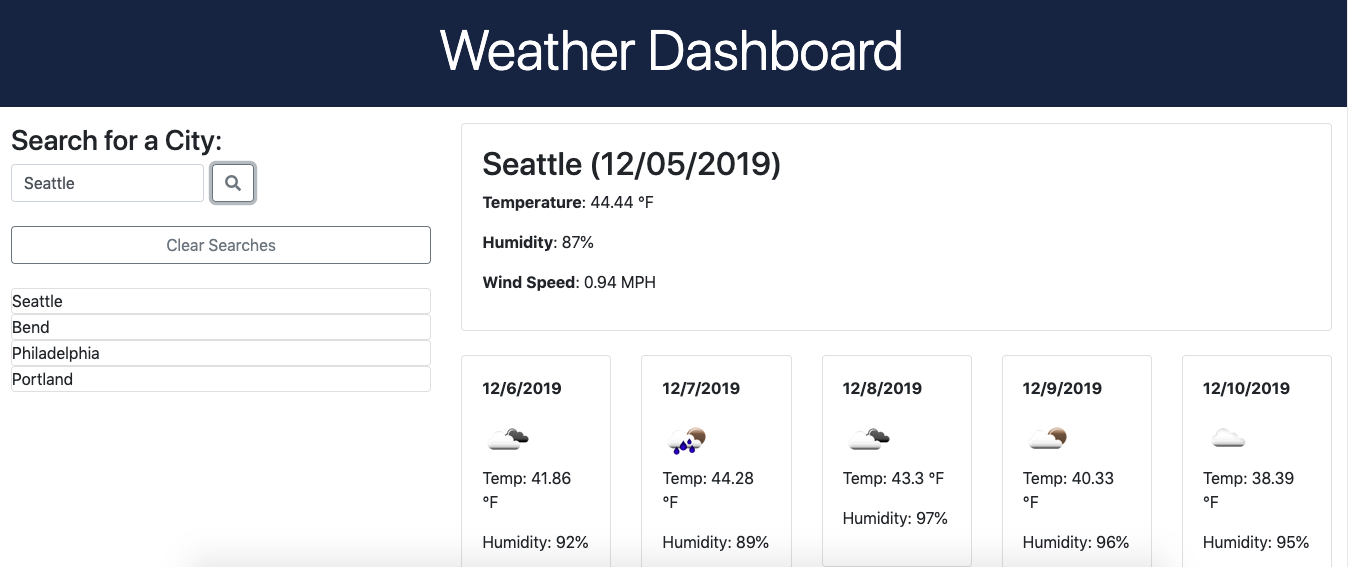 Weather Dashboard
Search for a City:
Seattle
Clear Searches
Seattle
Bend
Philadelphia
Portland
Seattle (12/05/2019)
Temperature: 44.44 °F
Humidity: 87%
Wind Speed: 0.94 MPH
12/6/2019
Temp: 41.86
°F
Humidity: 92%
12/7/2019
Temp: 44.28
°F
Humidity: 89%
12/8/2019
Temp: 43.3 °F
Humidity: 97%
12/9/2019
Temp: 40.33
°F
Humidity: 96%
12/10/2019
Temp: 38.39
°F
Humidity: 95%